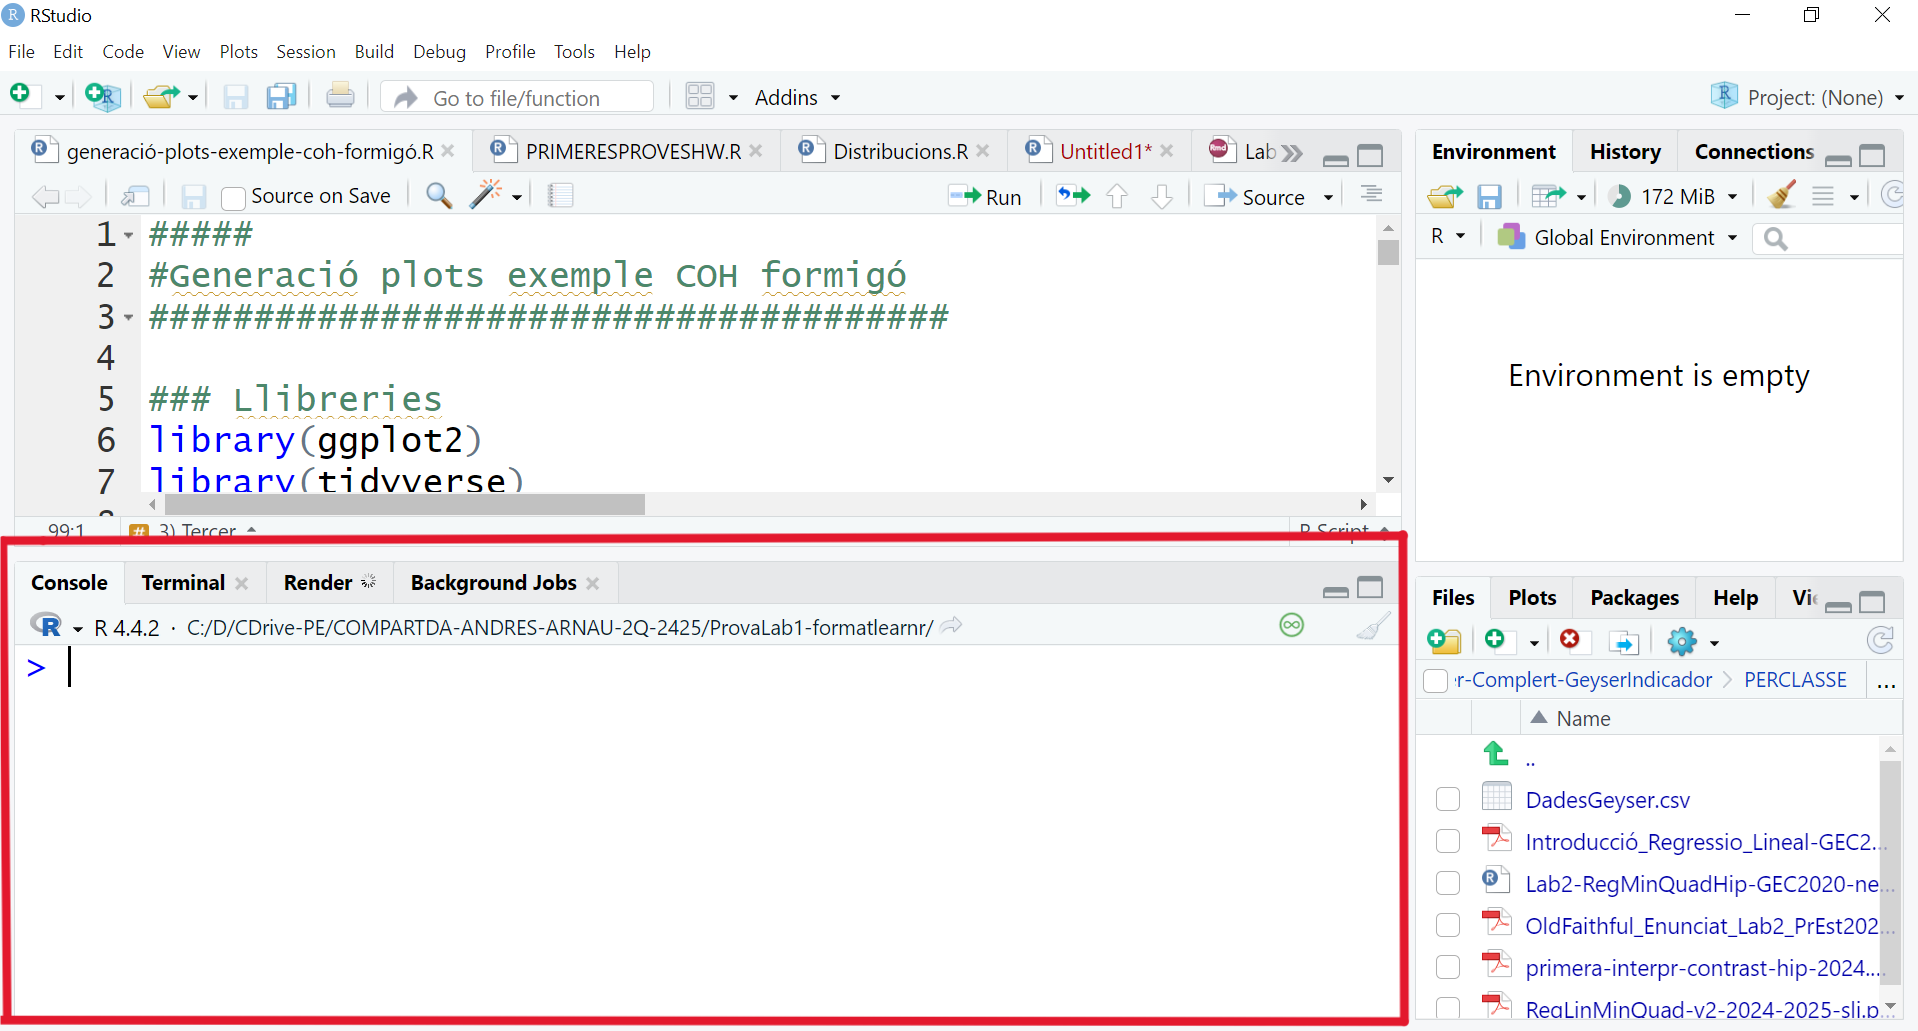 RStudio
File Edit Code View Plots Session Build Debug Profile Tools Help
Go to file/function Addins Project: (None)
generació-plots-exemple-coh-formigó.R PRIMERESPROVESHW.R Distribucions.R Untitled1* Lab
Source on Save Run Source
1 #####
2 #Generació plots exemple COH formigó
3 ######################################
4
5 ### Llibreries
6 library(ggplot2)
7 library(tidyverse)
99:1 3) Tercer R Script
Console Terminal Render Background Jobs
R 4.4.2 · C:/D/CDrive-PE/COMPARTDA-ANDRES-ARNAU-2Q-2425/ProvaLab1-formatlearnr/
>
Environment History Connections
172 MiB
R Global Environment
Environment is empty
Files Plots Packages Help Vi
r-Complert-GeyserIndicador PERCLASSE ...
Name
..
DadesGeyser.csv
Introducció_Regressio_Lineal-GEC2...
Lab2-RegMinQuadHip-GEC2020-ne...
OldFaithful_Enunciat_Lab2_PrEst202...
primera-interpr-contrast-hip-2024....
RegLinMinQuad-v2-2024-2025-sli.p...